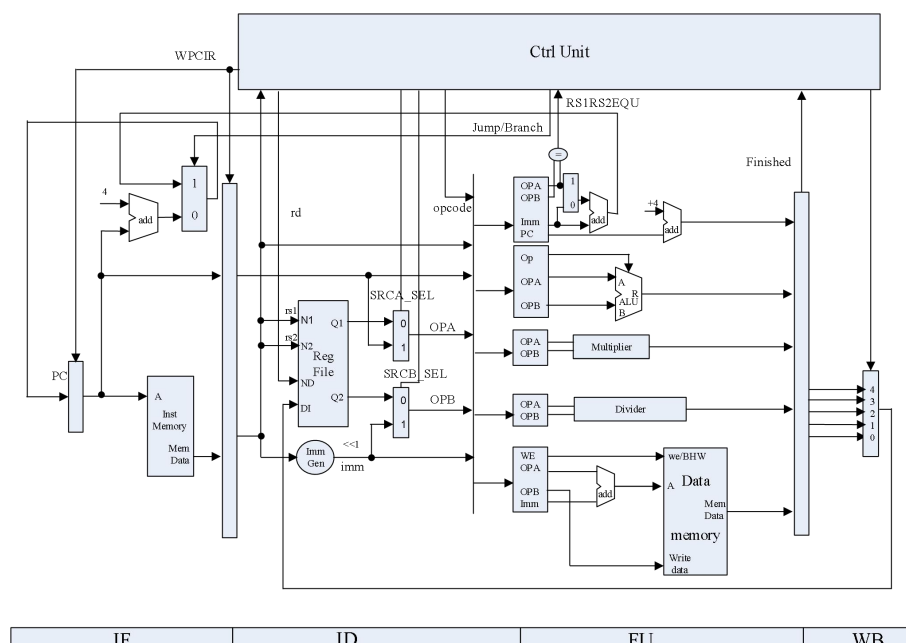 Ctrl Unit
WPCIR
RS1RS2EQU
Jump/Branch
Finished
4
add
1
0
rd
opcode
=
OPA
OPB
Imm
PC
1
0
add
+4
add
Op
OPA
OPB
A
R
ALU
B
SRCA_SEL
rs1
N1
Q1
0
1
OPA
rs2
N2
Reg
File
ND
DI
Q2
SRCB_SEL
0
1
OPB
OPA
OPB
Multiplier
OPA
OPB
Divider
PC
A
Inst
Memory
Mem
Data
Imm
Gen
<<1
imm
WE
OPA
OPB
Imm
add
we/BHW
A
Data
memory
Mem
Data
Write
data
4
3
2
1
0
IF
ID
FU
WB